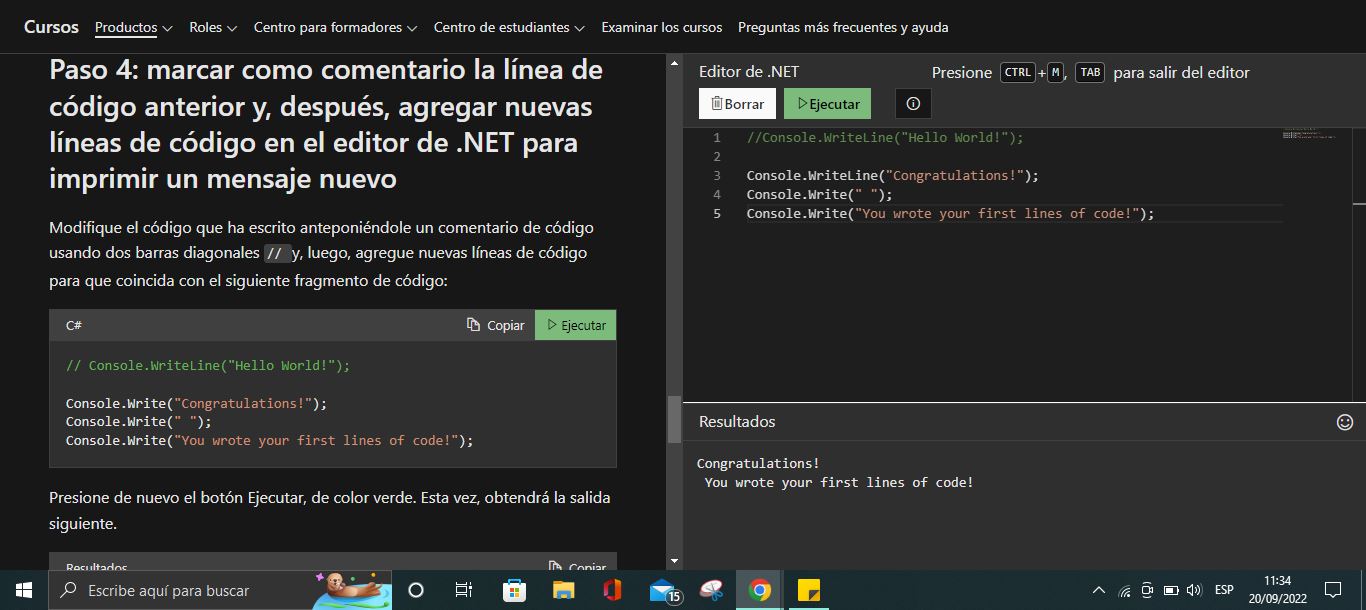 Cursos Productos Roles Centro para formadores Centro de estudiantes Examinar los cursos Preguntas más frecuentes y ayuda
Paso 4: marcar como comentario la línea de
código anterior y, después, agregar nuevas
líneas de código en el editor de .NET para
imprimir un mensaje nuevo
Modifique el código que ha escrito anteponiéndole un comentario de código
usando dos barras diagonales // y, luego, agregue nuevas líneas de código
para que coincida con el siguiente fragmento de código:
C# Copiar Ejecutar
// Console.WriteLine("Hello World!");
Console.Write("Congratulations!");
Console.Write(" ");
Console.Write("You wrote your first lines of code!");
Presione de nuevo el botón Ejecutar, de color verde. Esta vez, obtendrá la salida
siguiente.
Resultados Copiar
Editor de .NET Presione CTRL+M, TAB para salir del editor
Borrar Ejecutar
1 //Console.WriteLine("Hello World!");
2
3 Console.WriteLine("Congratulations!");
4 Console.Write(" ");
5 Console.Write("You wrote your first lines of code!");
Resultados
Congratulations!
You wrote your first lines of code!
Escribe aquí para buscar
15
ESP
11:34
20/09/2022